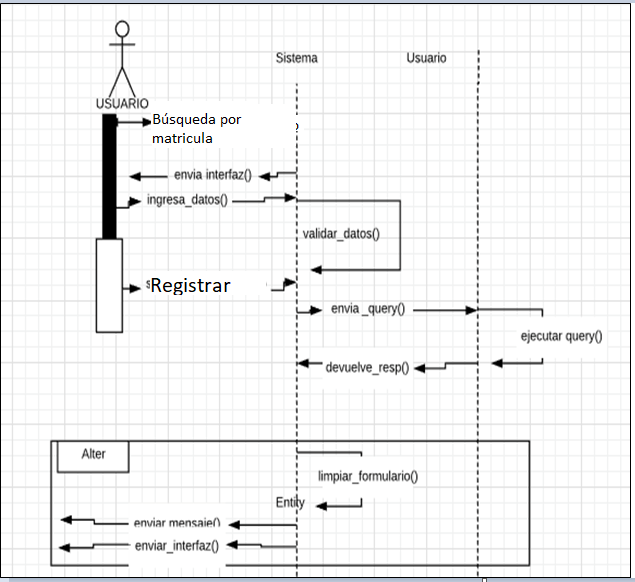 Sistema
Usuario
USUARIO
Búsqueda por
matricula
envia interfaz()
ingresa_datos()
validar_datos()
Registrar
envia _query()
ejecutar query()
devuelve_resp()
Alter
limpiar_formulario()
Entity
enviar mensaje()
enviar_interfaz()